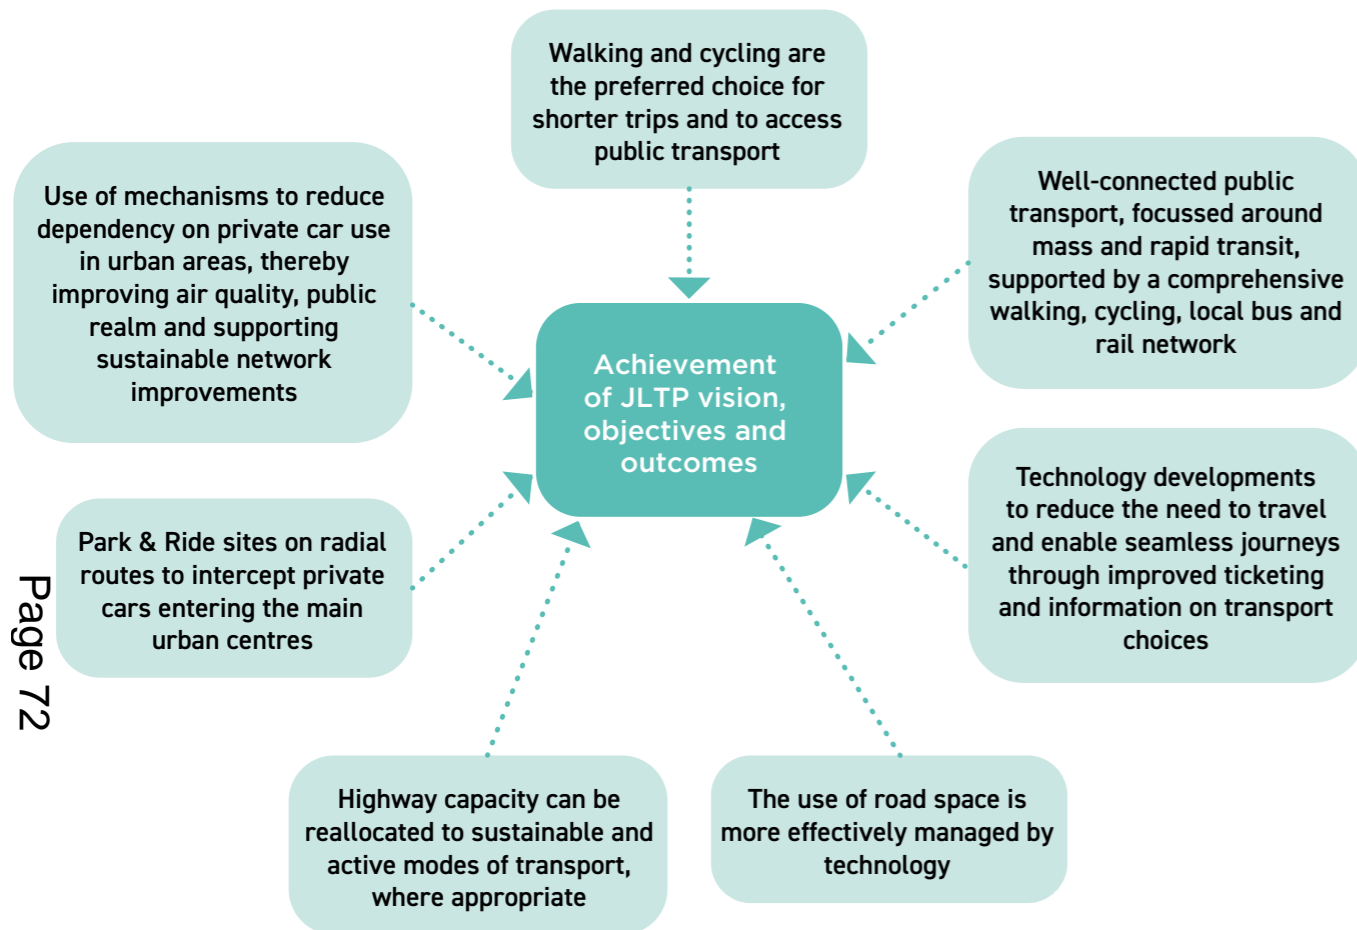 Walking and cycling are
the preferred choice for
shorter trips and to access
public transport
Use of mechanisms to reduce
dependency on private car use
in urban areas, thereby
improving air quality, public
realm and supporting
sustainable network
improvements
Well-connected public
transport, focussed around
mass and rapid transit,
supported by a comprehensive
walking, cycling, local bus and
rail network
Achievement
of JLTP vision,
objectives and
outcomes
Park & Ride sites on radial
routes to intercept private
cars entering the main
urban centres
Technology developments
to reduce the need to travel
and enable seamless journeys
through improved ticketing
and information on transport
choices
Highway capacity can be
reallocated to sustainable and
active modes of transport,
where appropriate
The use of road space is
more effectively managed by
technology
Page 72